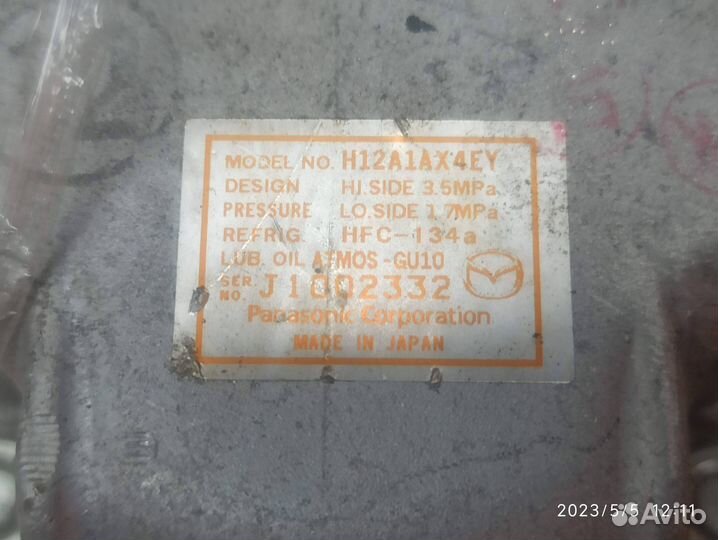 MODEL NO. H12A1AX4EY
DESIGN HI.SIDE 3.5MPa
PRESSURE LO.SIDE 1.7MPa
REFRIG. HFC-134a
LUB. OIL ATMOS-GU10
SER. NO. J1002332
Panasonic Corporation
MADE IN JAPAN
2023/5/5 12:11
Avito